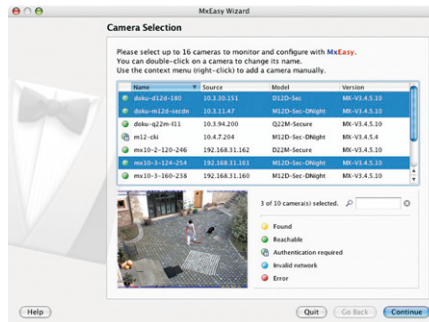 MxEasy Wizard
Camera Selection
Please select up to 16 cameras to monitor and configure with MxEasy.
You can double-click on a camera to change its name.
Use the context menu (right-click) to add a camera manually.
Name Source Model Version
doku-d12d-180 10.3.30.151 D12D-Sec MX-V3.4.5.10
doku-m12d-secdn 10.3.11.47 M12D-Sec-DNight MX-V3.4.5.10
doku-q22m-l11 10.3.94.200 Q22M-Secure MX-V3.4.5.10
m12-cki 10.4.7.204 M12D-Sec-DNight MX-V3.4.5.4
mx10-2-120-246 192.168.31.162 D22M-Secure MX-V3.4.5.10
mx10-3-124-254 192.168.31.161 M12D-Sec-DNight MX-V3.4.5.10
mx10-3-160-238 192.168.31.160 M12D-Sec-DNight MX-V3.4.5.10
3 of 10 camera(s) selected.
Found
Reachable
Authentication required
Invalid network
Error
Help Quit Go Back Continue